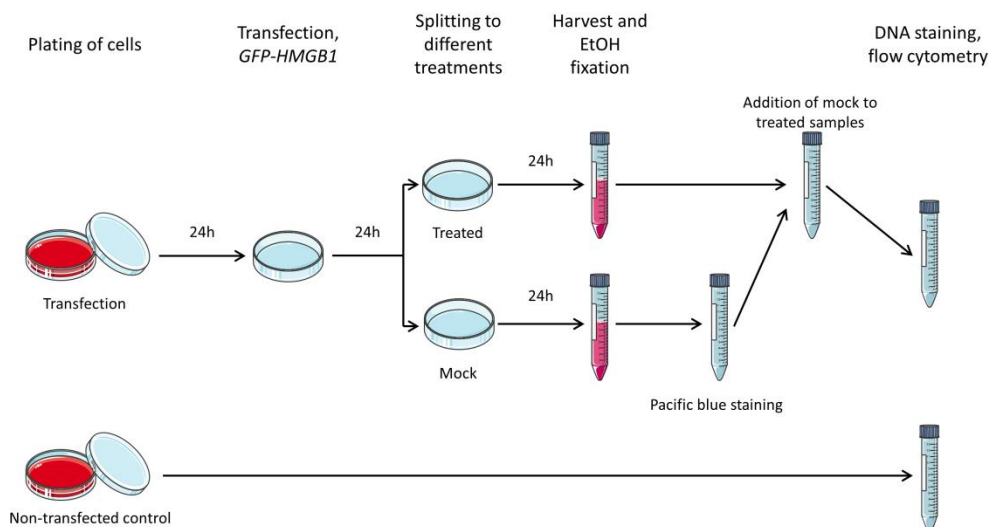 Plating of cells
Transfection,
GFP-HMGB1
Splitting to
different
treatments
Harvest and
EtOH
fixation
DNA staining,
flow cytometry
Addition of mock to
treated samples
24h
24h
24h
Treated
Transfection
24h
Mock
Pacific blue staining
Non-transfected control